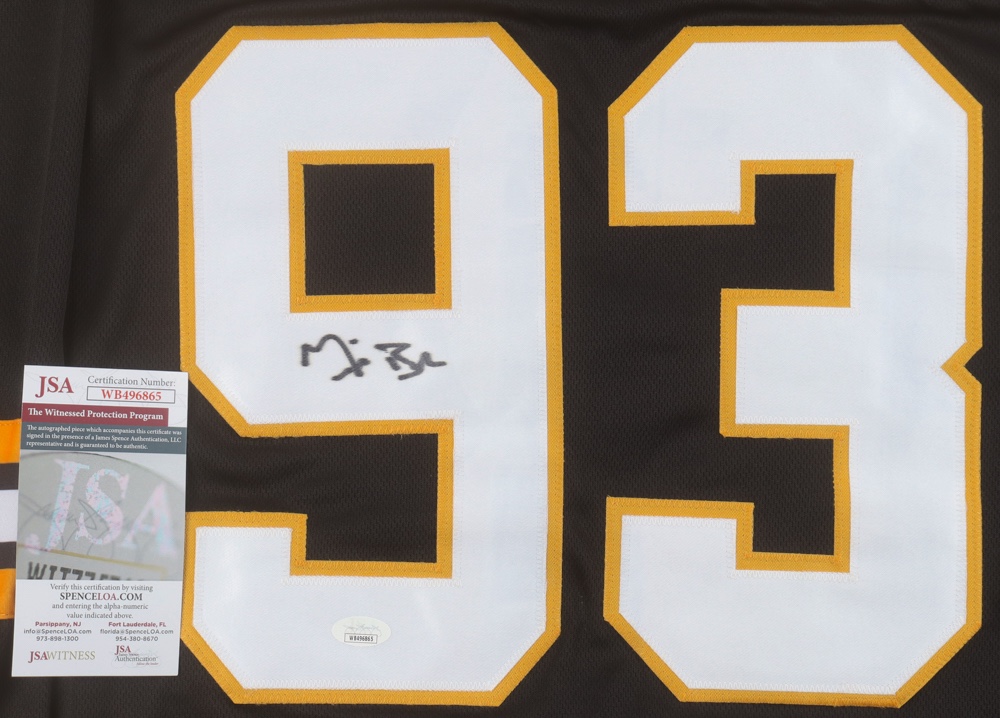 93
JSA
Certification Number:
WB496865
The Witnessed Protection Program
The autographed piece which accompanies this certificate was
signed in the presence of a James Spence Authentication, LLC
representative and is guaranteed to be authentic.
JSA
Verify this certification by visiting
SPENCELOA.COM
and entering the alpha-numeric
value indicated above.
Parsippany, NJ
info@SpenceLOA.com
973-898-1300
Fort Lauderdale, FL
florida@SpenceLOA.com
954-380-8670
JSAWITNESS
JSA
Authentication
WB496865